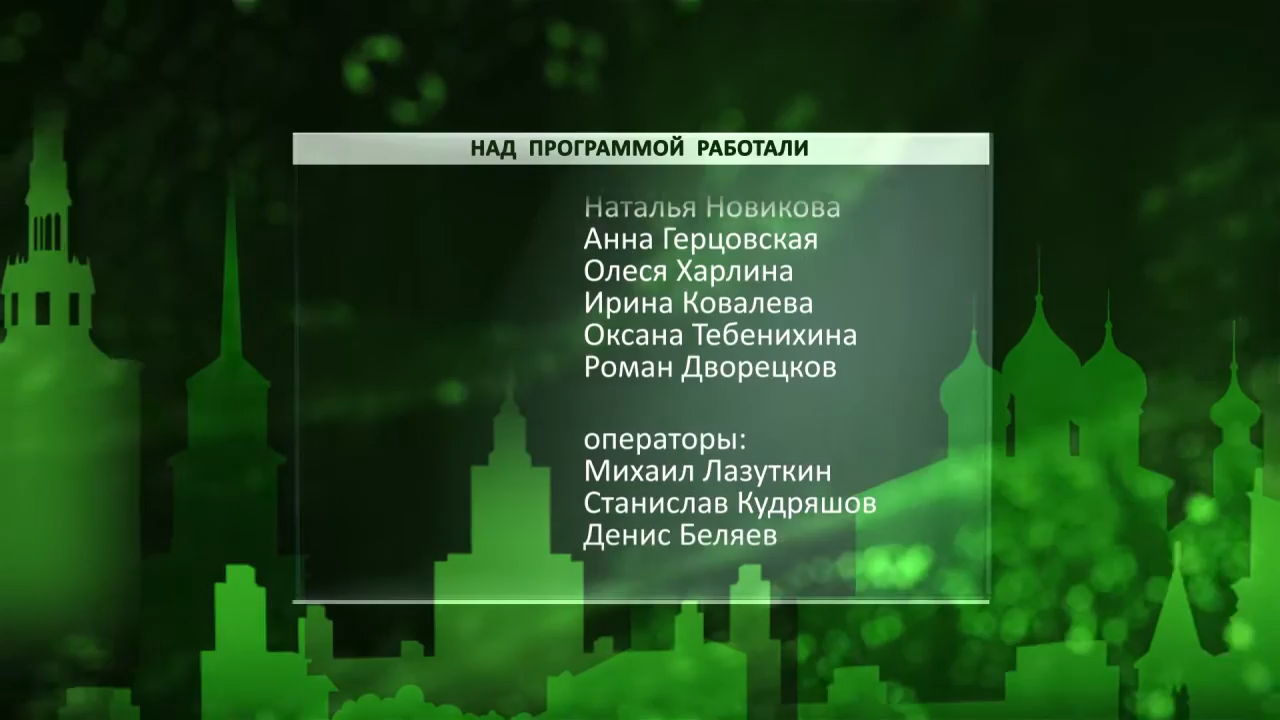 НАД ПРОГРАММОЙ РАБОТАЛИ
Наталья Новикова
Анна Герцовская
Олеся Харлина
Ирина Ковалева
Оксана Тебенихина
Роман Дворецков
операторы:
Михаил Лазуткин
Станислав Кудряшов
Денис Беляев